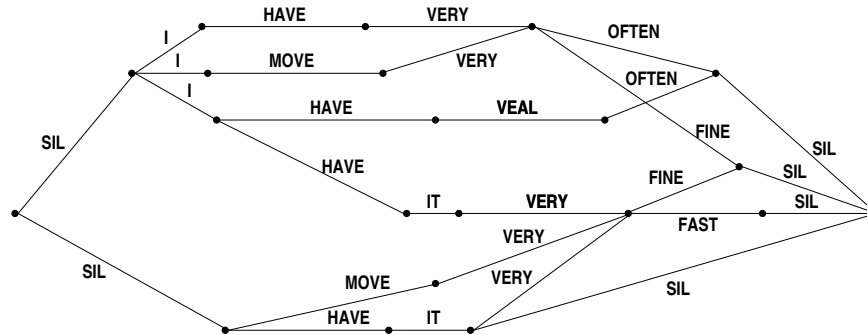 HAVE VERY
I OFTEN
I MOVE VERY
I OFTEN
HAVE VEAL
SIL FINE SIL
HAVE FINE SIL
IT VERY SIL
FAST
VERY
SIL MOVE VERY SIL
HAVE IT